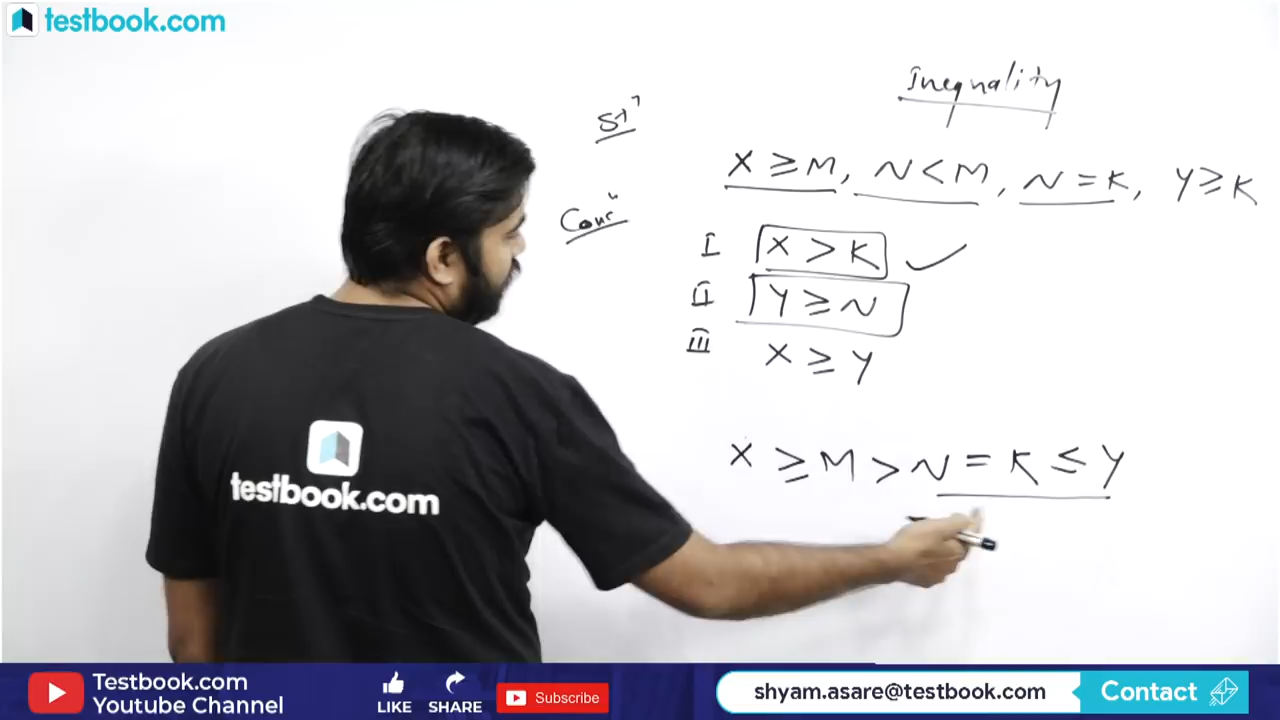 testbook.com
Inequality
St⁷
X ≥ M, N < M, N = K, Y ≥ K
Conc"
I X > K ✓
II Y ≥ N
III X ≥ Y
X ≥ M > N = K ≤ Y
testbook.com
Testbook.com
Youtube Channel
LIKE
SHARE
Subscribe
shyam.asare@testbook.com
Contact